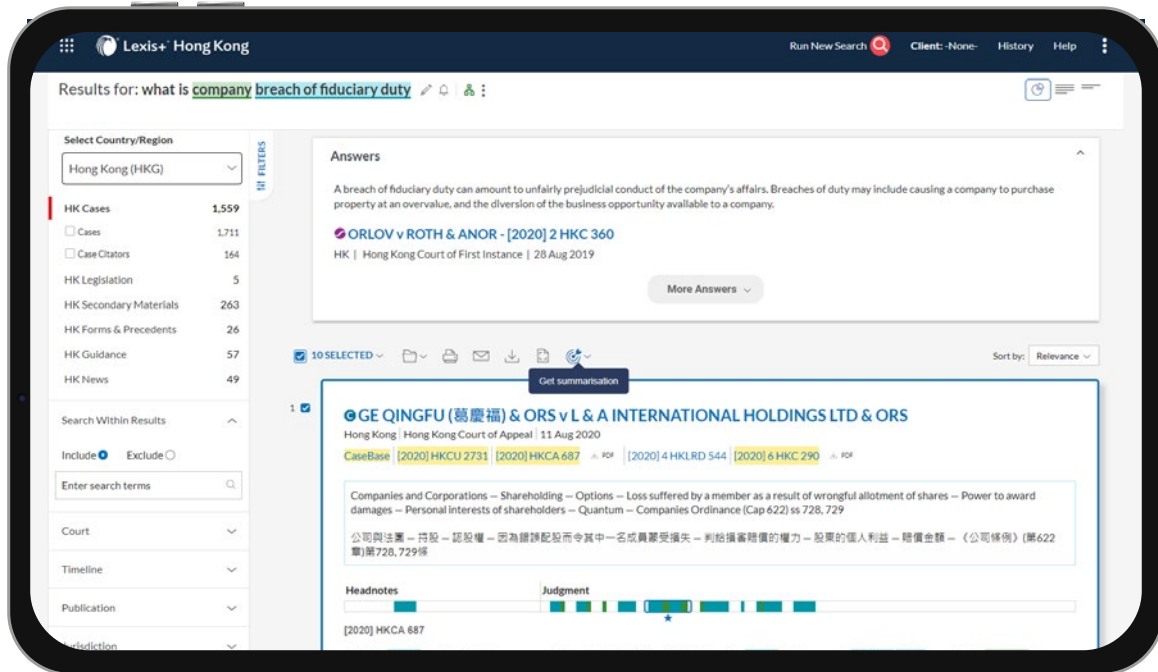 Lexis+ Hong Kong
Run New Search
Client: -None-
History
Help
Results for: what is company breach of fiduciary duty
Select Country/Region
Hong Kong (HKG)
HK Cases 1,559
Cases 1,711
Case Citators 164
HK Legislation 5
HK Secondary Materials 263
HK Forms & Precedents 26
HK Guidance 57
HK News 49
Search Within Results
Include Exclude
Enter search terms
Court
Timeline
Publication
Jurisdiction
FILTERS
Answers
A breach of fiduciary duty can amount to unfairly prejudicial conduct of the company's affairs. Breaches of duty may include causing a company to purchase
property at an overvalue, and the diversion of the business opportunity available to a company.
ORLOV v ROTH & ANOR - [2020] 2 HKC 360
HK | Hong Kong Court of First Instance | 28 Aug 2019
More Answers
10 SELECTED
Sort by: Relevance
Get summarisation
1
GE QINGFU (葛慶福) & ORS v L & A INTERNATIONAL HOLDINGS LTD & ORS
Hong Kong | Hong Kong Court of Appeal | 11 Aug 2020
CaseBase | [2020] HKCU 2731 | [2020] HKCA 687 PDF | [2020] 4 HKLRD 544 | [2020] 6 HKC 290 PDF
Companies and Corporations — Shareholding — Options — Loss suffered by a member as a result of wrongful allotment of shares — Power to award
damages — Personal interests of shareholders — Quantum — Companies Ordinance (Cap 622) ss 728, 729
公司與法團 — 持股 — 認股權 — 因為錯誤配股而令其中一名成員蒙受損失 — 判給損害賠償的權力 — 股東的個人利益 — 賠償金額 — 《公司條例》(第622
章)第728, 729條
Headnotes
Judgment
[2020] HKCA 687